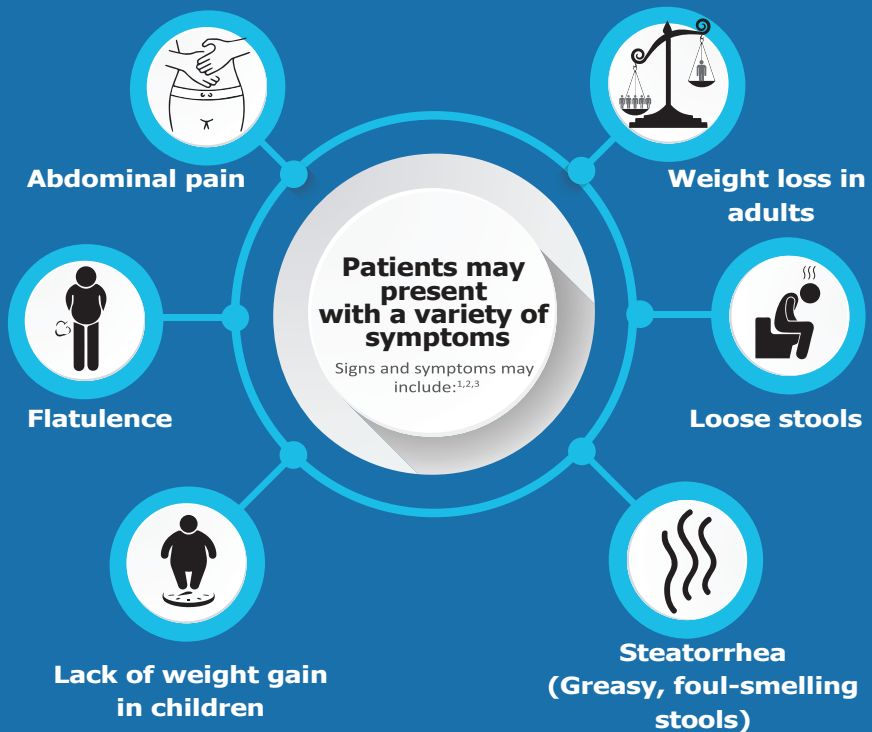 Abdominal pain
Weight loss in
adults
Patients may
present
with a variety of
symptoms
Signs and symptoms may
include:1,2,3
Flatulence
Loose stools
Lack of weight gain
in children
Steatorrhea
(Greasy, foul-smelling
stools)